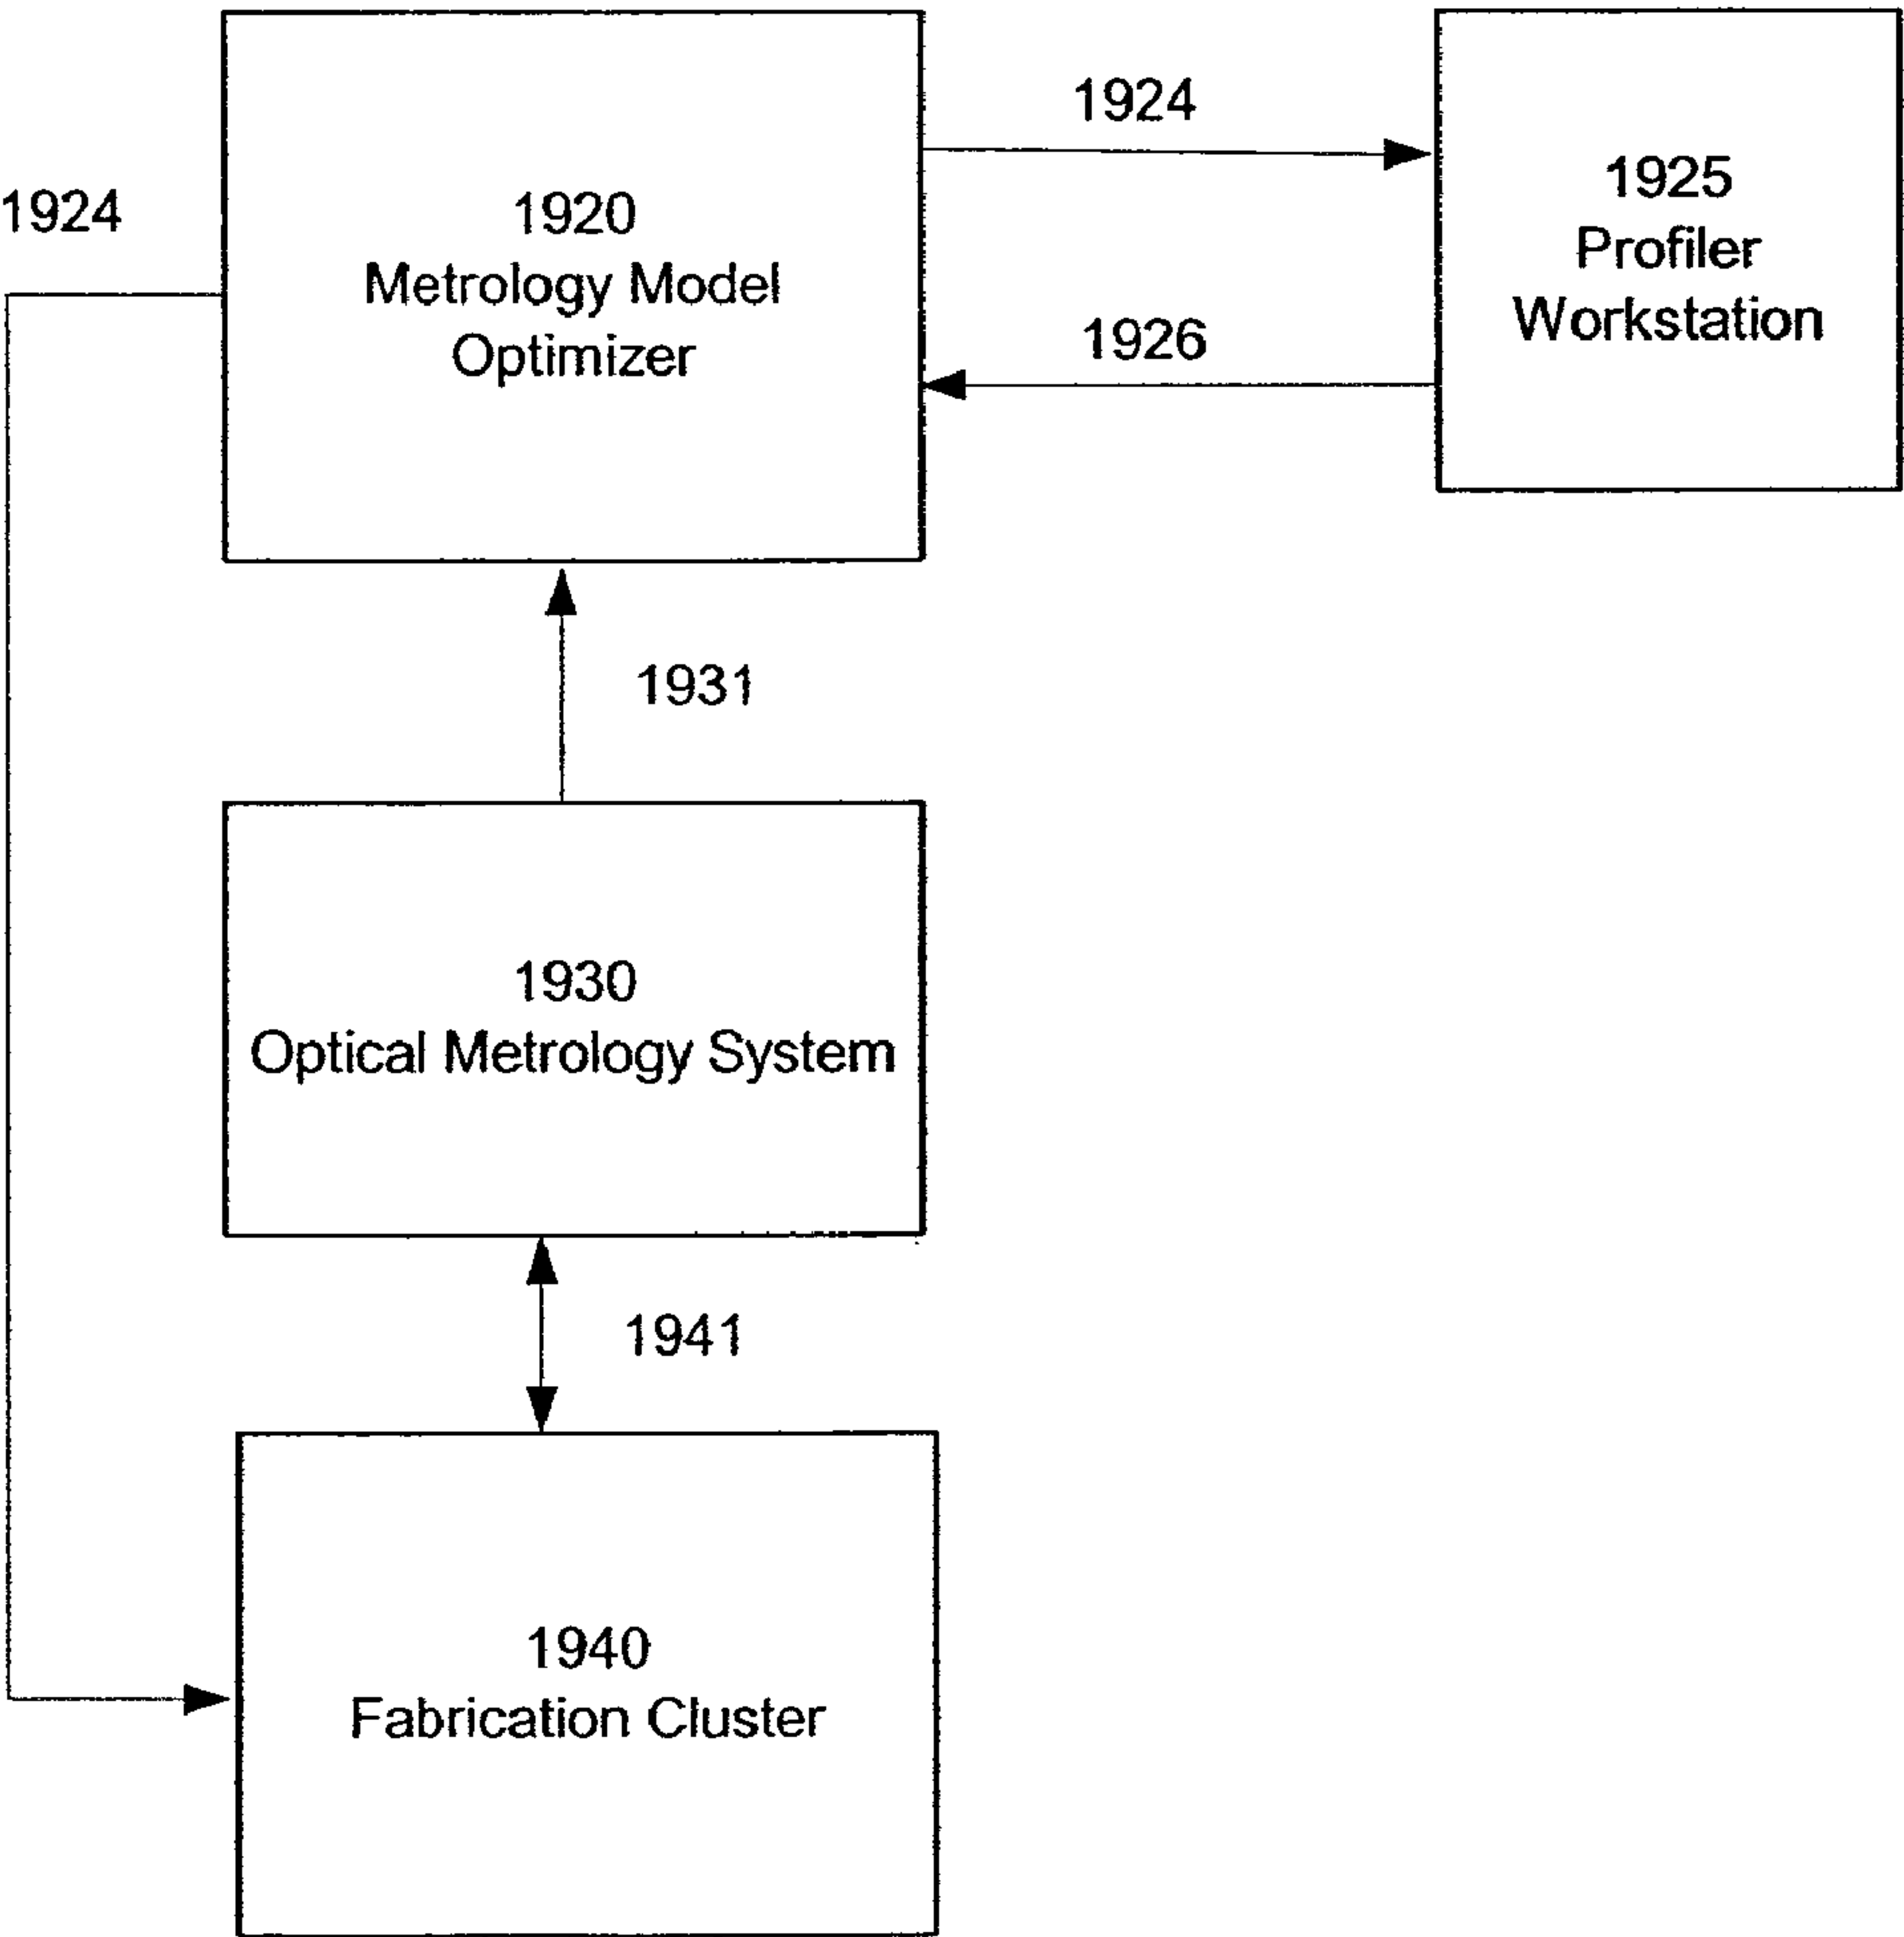 1924
1920
Metrology Model
Optimizer
1924
1925
Profiler
Workstation
1926
1931
1930
Optical Metrology System
1941
1940
Fabrication Cluster